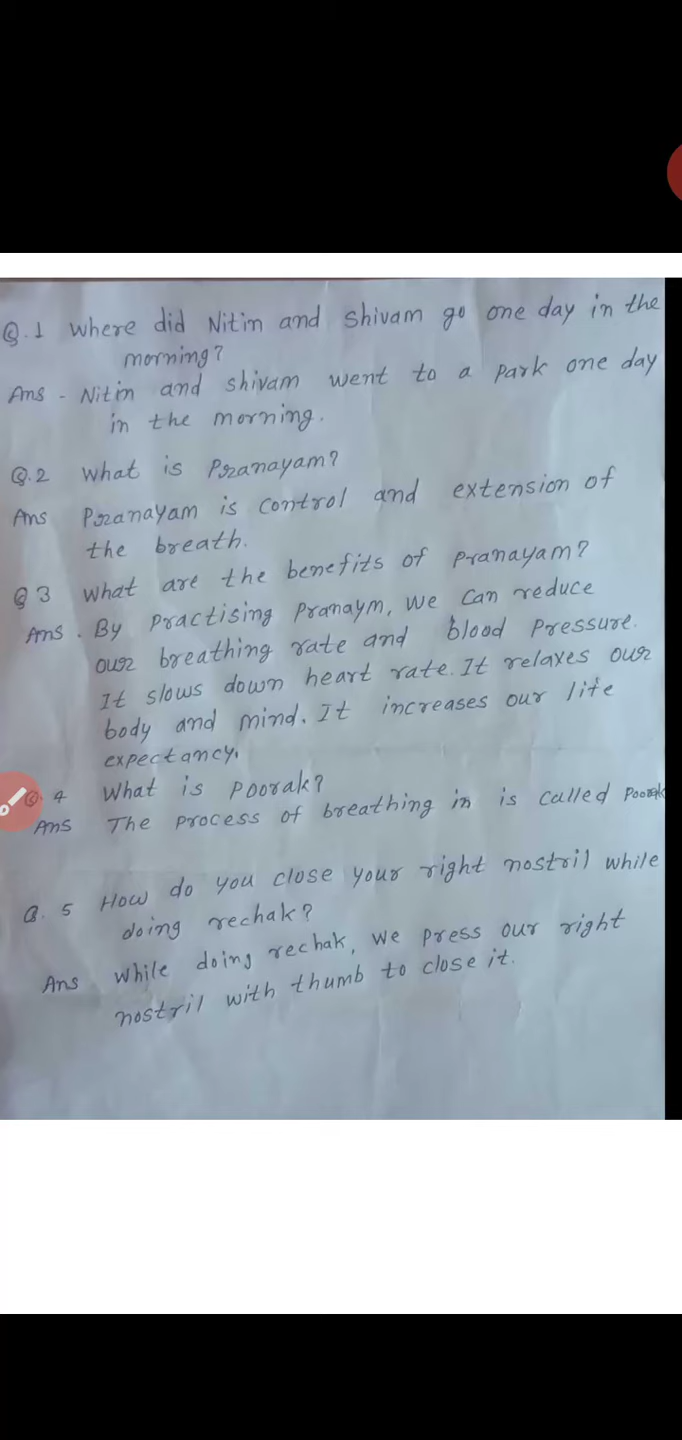 Q.1 Where did Nitin and Shivam go one day in the
morning?
Ans - Nitin and shivam went to a park one day
in the morning.
Q.2 What is Pranayam?
Ans Pranayam is control and extension of
the breath.
Q 3 What are the benefits of pranayam?
Ans. By Practising Pranaym, we can reduce
our breathing rate and blood pressure.
It slows down heart rate. It relaxes our
body and mind. It increases our life
expectancy.
Q. 4 What is Poorak?
Ans The process of breathing in is called Poorak
Q. 5 How do you close your right nostril while
doing rechak?
Ans While doing rechak, we press our right
nostril with thumb to close it.